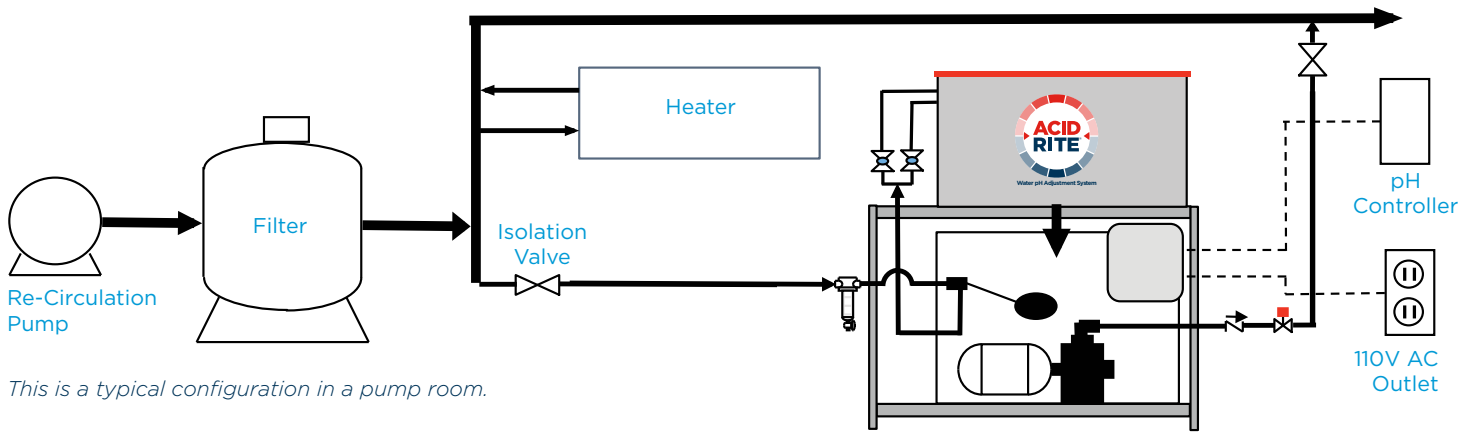 Heater
ACID
RITE
Water pH Adjustment System
pH
Controller
Filter
Isolation
Valve
Re-Circulation
Pump
110V AC
Outlet
This is a typical configuration in a pump room.